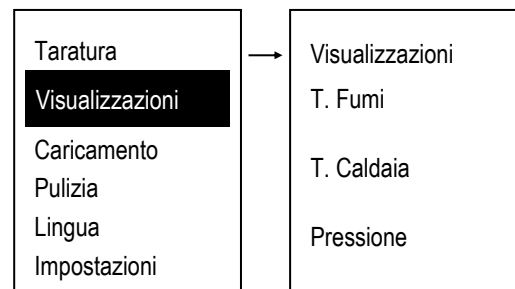 Taratura
Visualizzazioni
Caricamento
Pulizia
Lingua
Impostazioni
Visualizzazioni
T. Fumi
T. Caldaia
Pressione